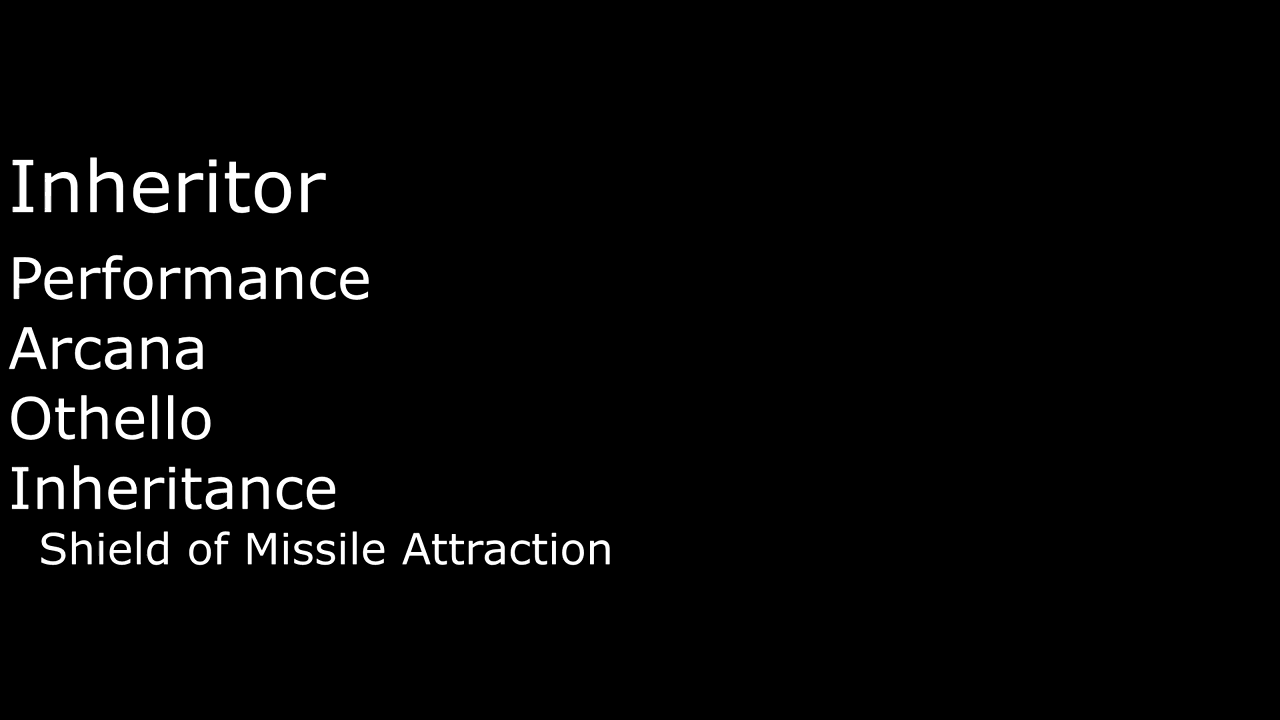 Inheritor
Performance
Arcana
Othello
Inheritance
Shield of Missile Attraction